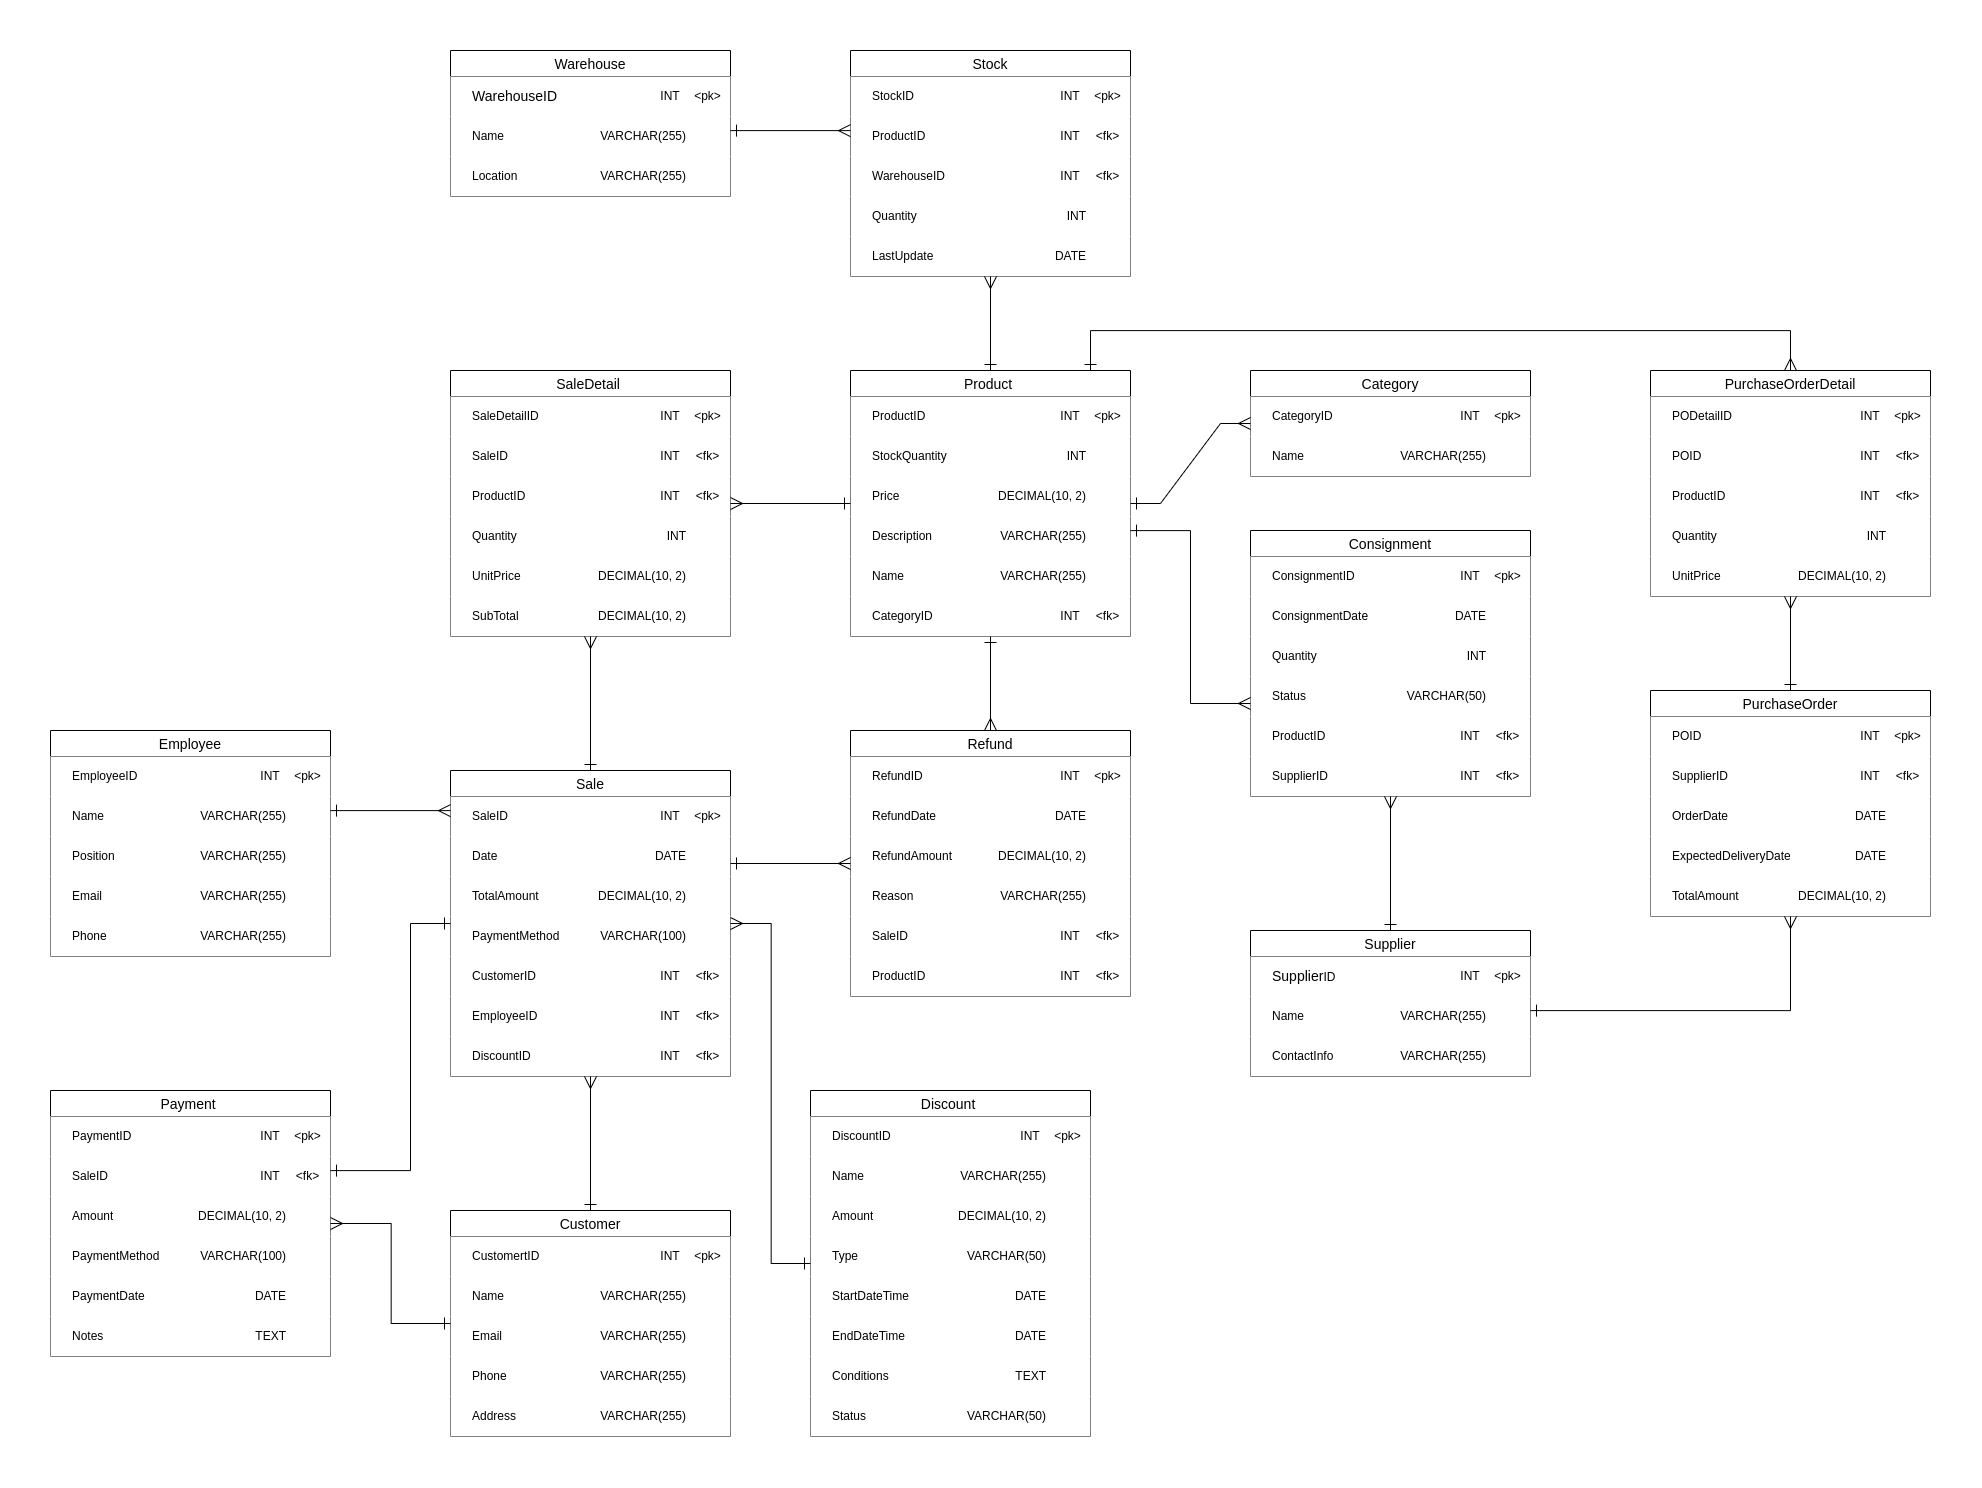 Warehouse
WarehouseID INT <pk>
Name VARCHAR(255)
Location VARCHAR(255)
Stock
StockID INT <pk>
ProductID INT <fk>
WarehouseID INT <fk>
Quantity INT
LastUpdate DATE
SaleDetail
SaleDetailID INT <pk>
SaleID INT <fk>
ProductID INT <fk>
Quantity INT
UnitPrice DECIMAL(10, 2)
SubTotal DECIMAL(10, 2)
Product
ProductID INT <pk>
StockQuantity INT
Price DECIMAL(10, 2)
Description VARCHAR(255)
Name VARCHAR(255)
CategoryID INT <fk>
Category
CategoryID INT <pk>
Name VARCHAR(255)
PurchaseOrderDetail
PODetailID INT <pk>
POID INT <fk>
ProductID INT <fk>
Quantity INT
UnitPrice DECIMAL(10, 2)
Consignment
ConsignmentID INT <pk>
ConsignmentDate DATE
Quantity INT
Status VARCHAR(50)
ProductID INT <fk>
SupplierID INT <fk>
PurchaseOrder
POID INT <pk>
SupplierID INT <fk>
OrderDate DATE
ExpectedDeliveryDate DATE
TotalAmount DECIMAL(10, 2)
Employee
EmployeeID INT <pk>
Name VARCHAR(255)
Position VARCHAR(255)
Email VARCHAR(255)
Phone VARCHAR(255)
Sale
SaleID INT <pk>
Date DATE
TotalAmount DECIMAL(10, 2)
PaymentMethod VARCHAR(100)
CustomerID INT <fk>
EmployeeID INT <fk>
DiscountID INT <fk>
Refund
RefundID INT <pk>
RefundDate DATE
RefundAmount DECIMAL(10, 2)
Reason VARCHAR(255)
SaleID INT <fk>
ProductID INT <fk>
Supplier
SupplierID INT <pk>
Name VARCHAR(255)
ContactInfo VARCHAR(255)
Payment
PaymentID INT <pk>
SaleID INT <fk>
Amount DECIMAL(10, 2)
PaymentMethod VARCHAR(100)
PaymentDate DATE
Notes TEXT
Customer
CustomertID INT <pk>
Name VARCHAR(255)
Email VARCHAR(255)
Phone VARCHAR(255)
Address VARCHAR(255)
Discount
DiscountID INT <pk>
Name VARCHAR(255)
Amount DECIMAL(10, 2)
Type VARCHAR(50)
StartDateTime DATE
EndDateTime DATE
Conditions TEXT
Status VARCHAR(50)